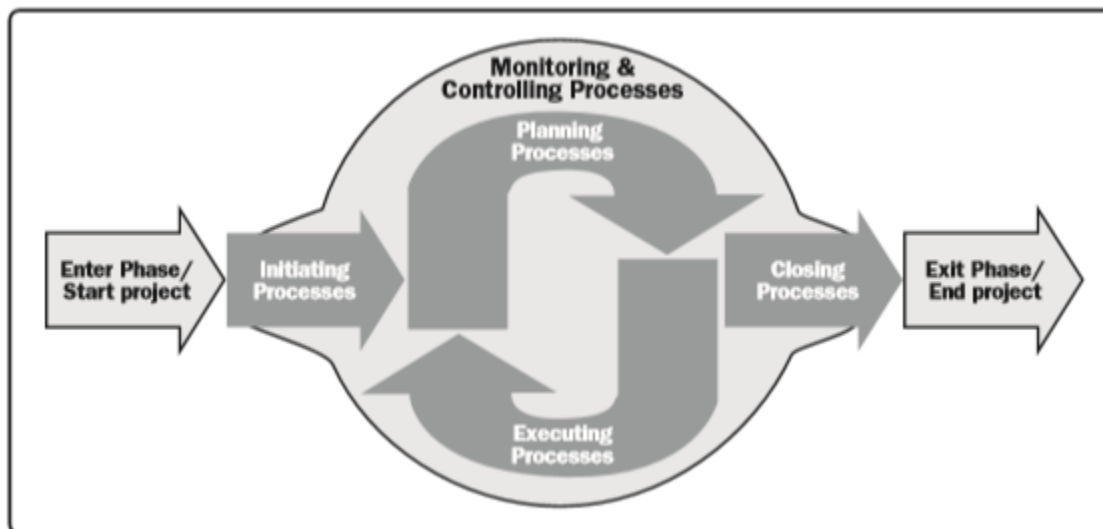 Monitoring &
Controlling Processes
Planning
Processes
Enter Phase/
Start project
Initiating
Processes
Closing
Processes
Exit Phase/
End project
Executing
Processes